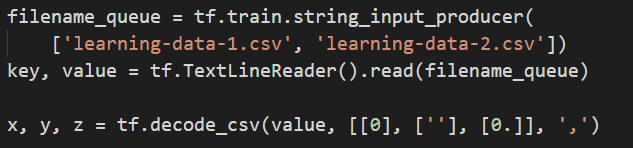 filename_queue = tf.train.string_input_producer(
    ['learning-data-1.csv', 'learning-data-2.csv'])
key, value = tf.TextLineReader().read(filename_queue)
x, y, z = tf.decode_csv(value, [[0], [''], [0.]], ',')